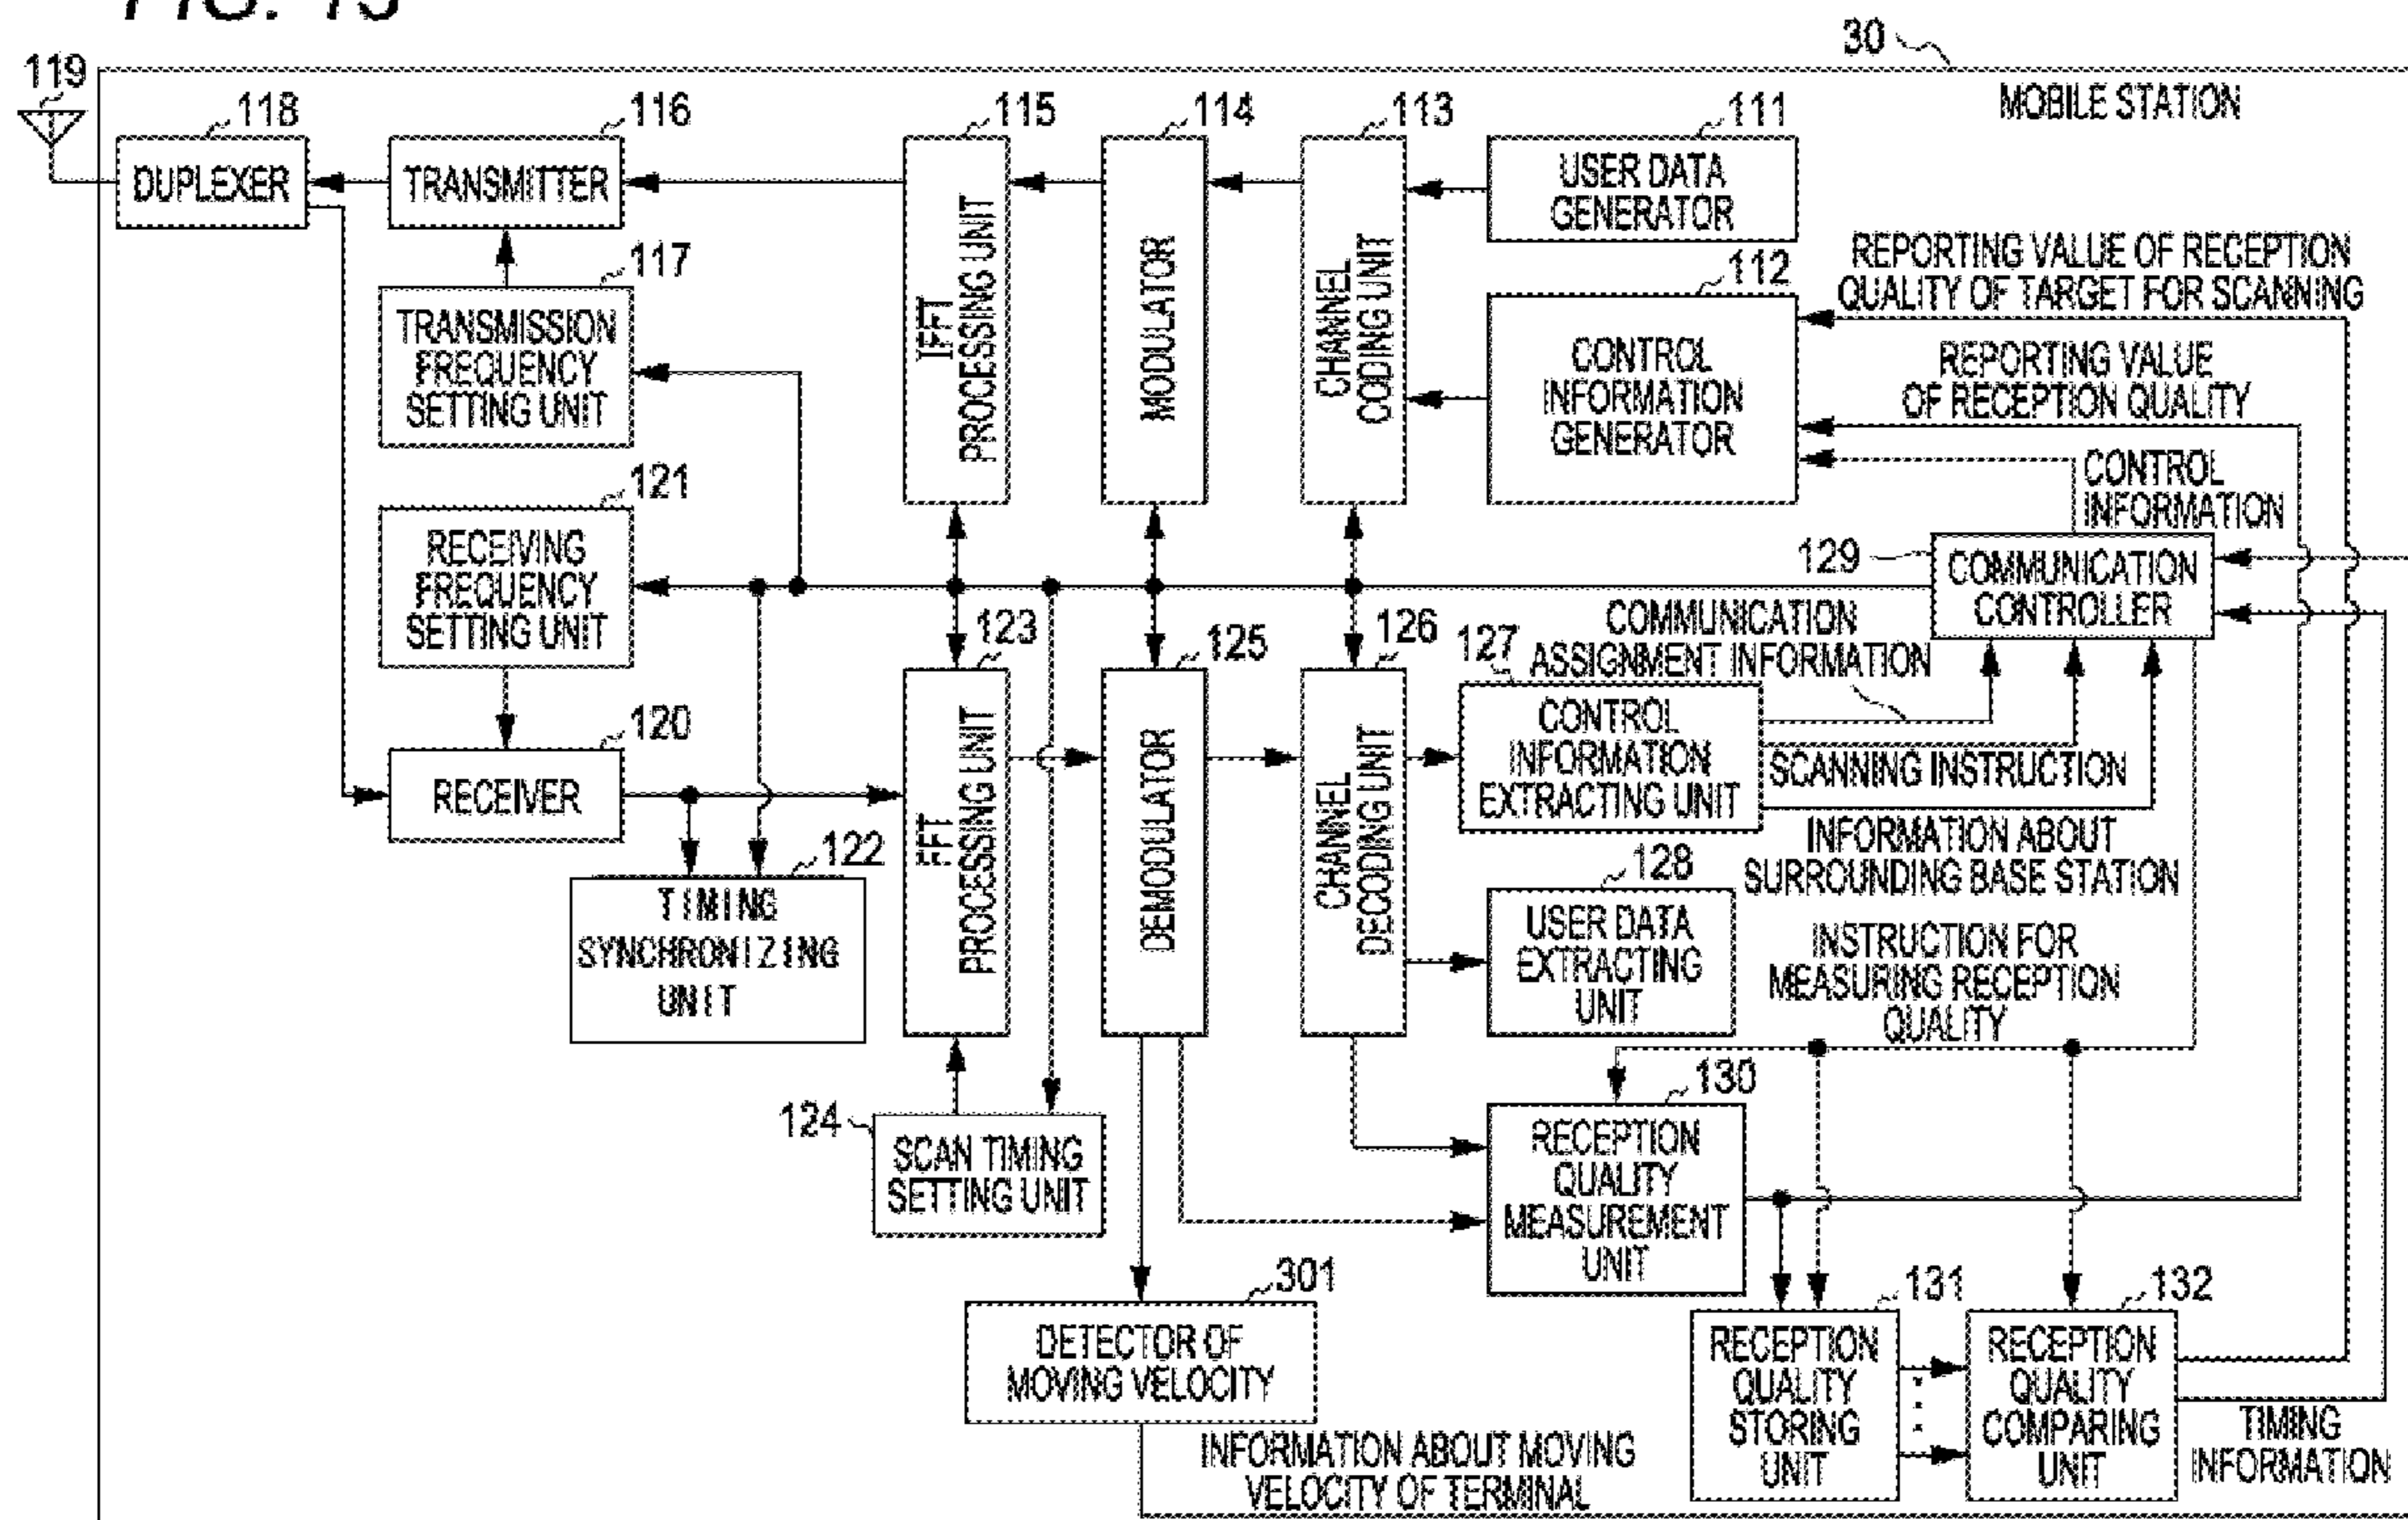 FIG. 13
30
MOBILE STATION
119
118
DUPLEXER
116
TRANSMITTER
115
IFFT
PROCESSING UNIT
114
MODULATOR
113
CHANNEL
CODING UNIT
111
USER DATA
GENERATOR
117
TRANSMISSION
FREQUENCY
SETTING UNIT
112
CONTROL
INFORMATION
GENERATOR
REPORTING VALUE OF RECEPTION
QUALITY OF TARGET FOR SCANNING
REPORTING VALUE
OF RECEPTION QUALITY
CONTROL
INFORMATION
121
RECEIVING
FREQUENCY
SETTING UNIT
129
COMMUNICATION
CONTROLLER
120
RECEIVER
123
FFT
PROCESSING UNIT
125
DEMODULATOR
126
CHANNEL
DECODING UNIT
COMMUNICATION
ASSIGNMENT INFORMATION
127
CONTROL
INFORMATION
EXTRACTING UNIT
SCANNING INSTRUCTION
INFORMATION ABOUT
SURROUNDING BASE STATION
122
TIMING
SYNCHRONIZING
UNIT
128
USER DATA
EXTRACTING
UNIT
INSTRUCTION FOR
MEASURING RECEPTION
QUALITY
124
SCAN TIMING
SETTING UNIT
130
RECEPTION
QUALITY
MEASUREMENT
UNIT
301
DETECTOR OF
MOVING VELOCITY
131
RECEPTION
QUALITY
STORING
UNIT
132
RECEPTION
QUALITY
COMPARING
UNIT
TIMING
INFORMATION
INFORMATION ABOUT MOVING
VELOCITY OF TERMINAL